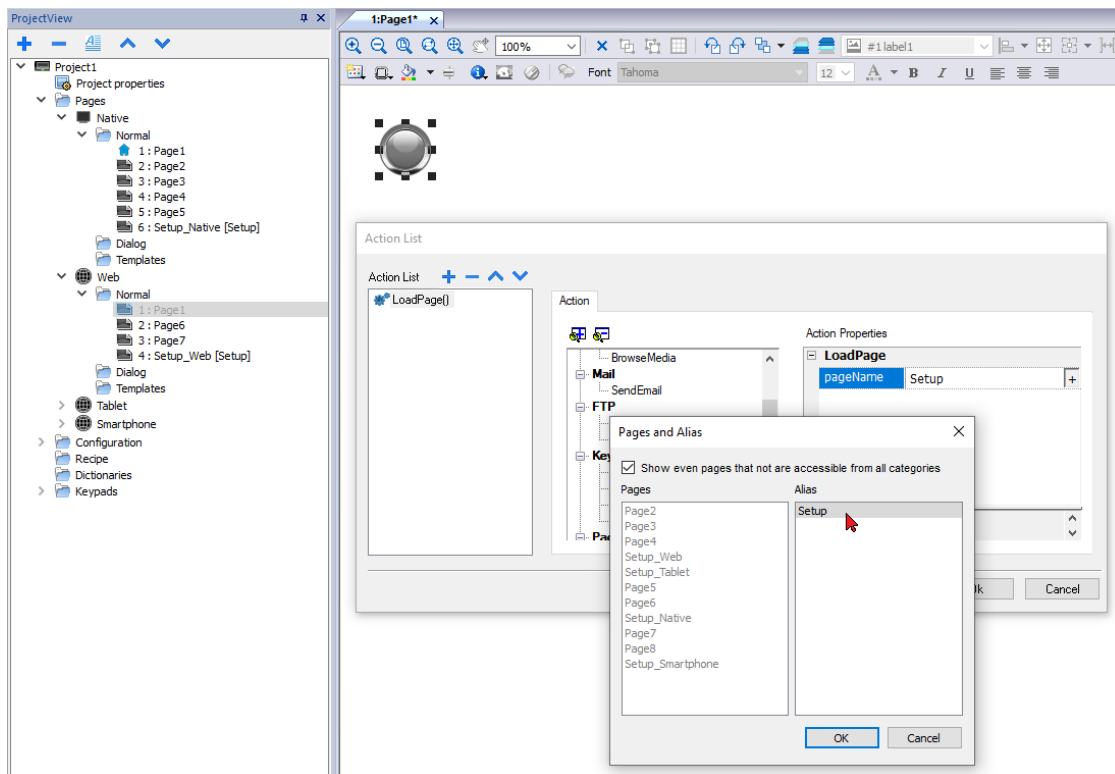 ProjectView
Project1
Project properties
Pages
Native
Normal
1 : Page1
2 : Page2
3 : Page3
4 : Page4
5 : Page5
6 : Setup_Native [Setup]
Dialog
Templates
Web
Normal
1 : Page1
2 : Page6
3 : Page7
4 : Setup_Web [Setup]
Dialog
Templates
Tablet
Smartphone
Configuration
Recipe
Dictionaries
Keypads
1:Page1*
100%
#1 label1
Font Tahoma 12 A B I U
Action List
Action List
LoadPage()
Action
BrowseMedia
Mail
SendEmail
FTP
Key
Action Properties
LoadPage
pageName Setup +
Pages and Alias
Show even pages that not are accessible from all categories
Pages Alias
Page2
Page3
Page4
Setup_Web
Setup_Tablet
Page5
Page6
Setup_Native
Page7
Page8
Setup_Smartphone
Setup
OK Cancel
Cancel